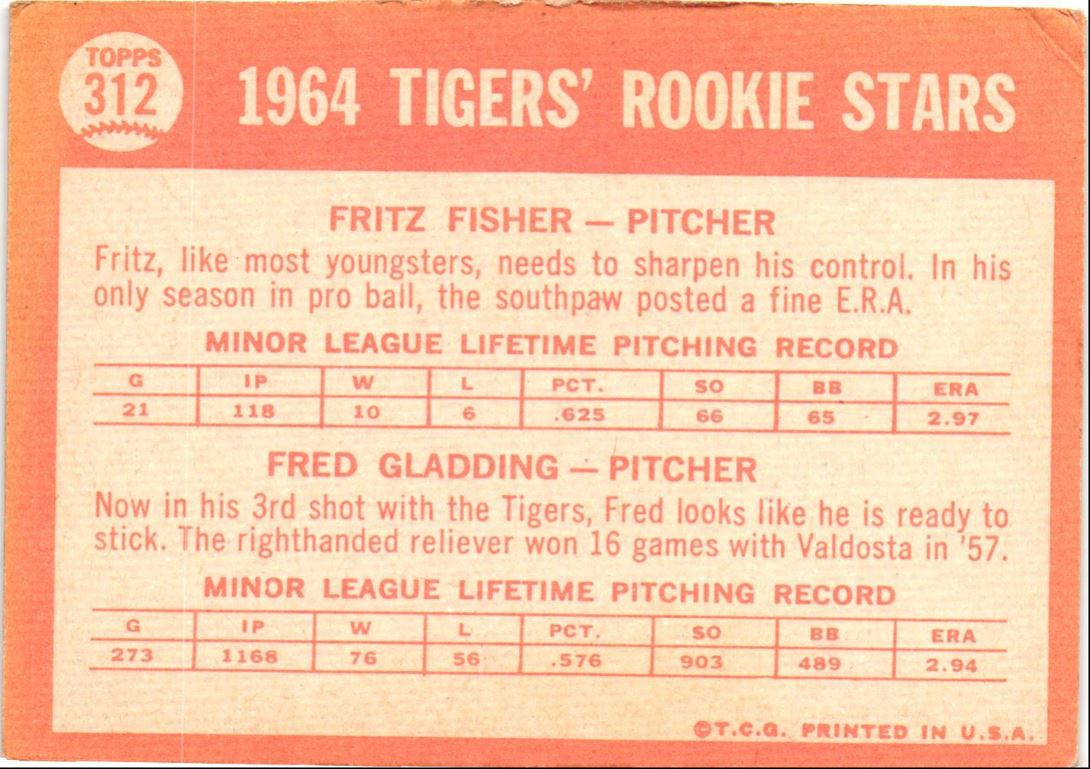 TOPPS
312
1964 TIGERS' ROOKIE STARS
FRITZ FISHER — PITCHER
Fritz, like most youngsters, needs to sharpen his control. In his
only season in pro ball, the southpaw posted a fine E.R.A.
MINOR LEAGUE LIFETIME PITCHING RECORD
G IP W L PCT. SO BB ERA
21 118 10 6 .625 66 65 2.97
FRED GLADDING — PITCHER
Now in his 3rd shot with the Tigers, Fred looks like he is ready to
stick. The righthanded reliever won 16 games with Valdosta in '57.
MINOR LEAGUE LIFETIME PITCHING RECORD
G IP W L PCT. SO BB ERA
273 1168 76 56 .576 903 489 2.94
©T.C.G. PRINTED IN U.S.A.